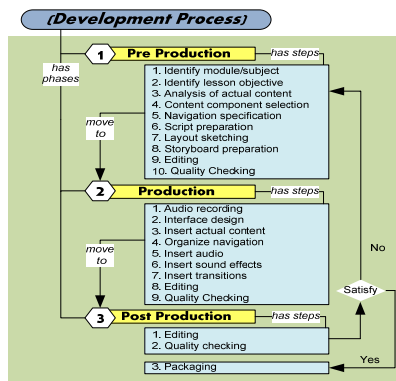 (Development Process)
has phases
1 Pre Production
has steps
1. Identify module/subject
2. Identify lesson objective
3. Analysis of actual content
4. Content component selection
5. Navigation specification
6. Script preparation
7. Layout sketching
8. Storyboard preparation
9. Editing
10. Quality Checking
move to
2 Production
has steps
1. Audio recording
2. Interface design
3. Insert actual content
4. Organize navigation
5. Insert audio
6. Insert sound effects
7. Insert transitions
8. Editing
9. Quality Checking
move to
No
Satisfy
3 Post Production
has steps
1. Editing
2. Quality checking
Yes
3. Packaging